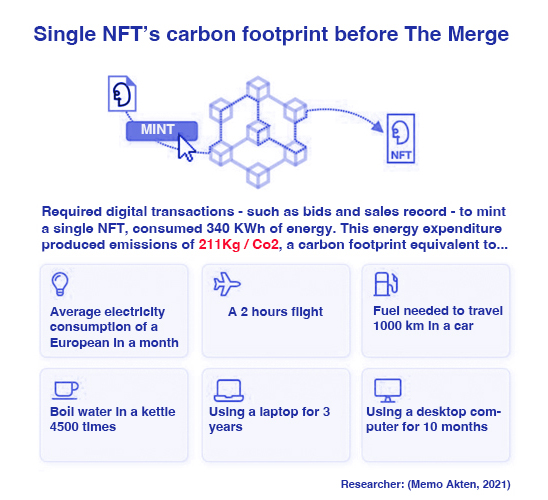 Single NFT's carbon footprint before The Merge
MINT
NFT
Required digital transactions - such as bids and sales record - to mint
a single NFT, consumed 340 KWh of energy. This energy expenditure
produced emissions of 211Kg / Co2, a carbon footprint equivalent to...
Average electricity
consumption of a
European in a month
A 2 hours flight
Fuel needed to travel
1000 km in a car
Boil water in a kettle
4500 times
Using a laptop for 3
years
Using a desktop com-
puter for 10 months
Researcher: (Memo Akten, 2021)